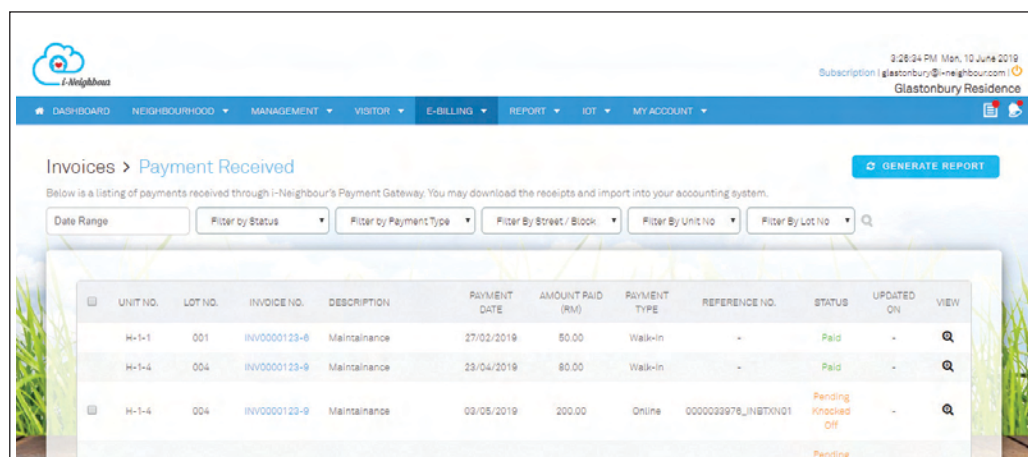 i-Neighbour
3:26:34 PM Mon, 10 June 2019
Subscription | glastonbury@i-neighbour.com |
Glastonbury Residence
DASHBOARD NEIGHBOURHOOD MANAGEMENT VISITOR E-BILLING REPORT IOT MY ACCOUNT
Invoices > Payment Received
GENERATE REPORT
Below is a listing of payments received through i-Neighbour's Payment Gateway. You may download the receipts and import into your accounting system.
Date Range Filter by Status Filter by Payment Type Filter By Street / Block Filter By Unit No Filter By Lot No
UNIT NO. LOT NO. INVOICE NO. DESCRIPTION PAYMENT DATE AMOUNT PAID (RM) PAYMENT TYPE REFERENCE NO. STATUS UPDATED ON VIEW
H-1-1 001 INV0000123-6 Maintainance 27/02/2019 50.00 Walk-in - Paid -
H-1-4 004 INV0000123-9 Maintainance 23/04/2019 80.00 Walk-in - Paid -
H-1-4 004 INV0000123-9 Maintainance 03/05/2019 200.00 Online 0000033976_INBTXN01 Pending Knocked Off -
Pending